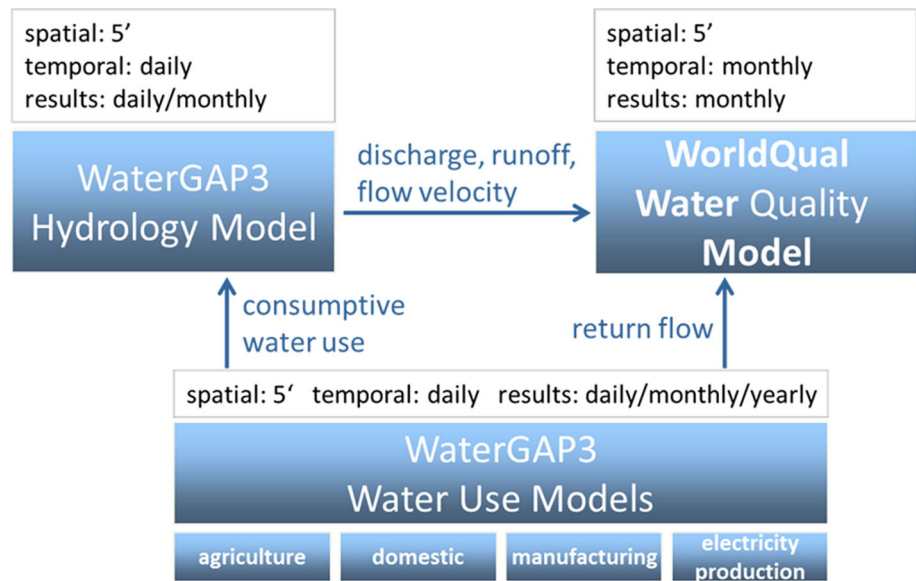 spatial: 5’
temporal: daily
results: daily/monthly
WaterGAP3
Hydrology Model
discharge, runoff,
flow velocity
spatial: 5’
temporal: monthly
results: monthly
WorldQual
Water Quality
Model
consumptive
water use
return flow
spatial: 5‘ temporal: daily results: daily/monthly/yearly
WaterGAP3
Water Use Models
agriculture
domestic
manufacturing
electricity
production